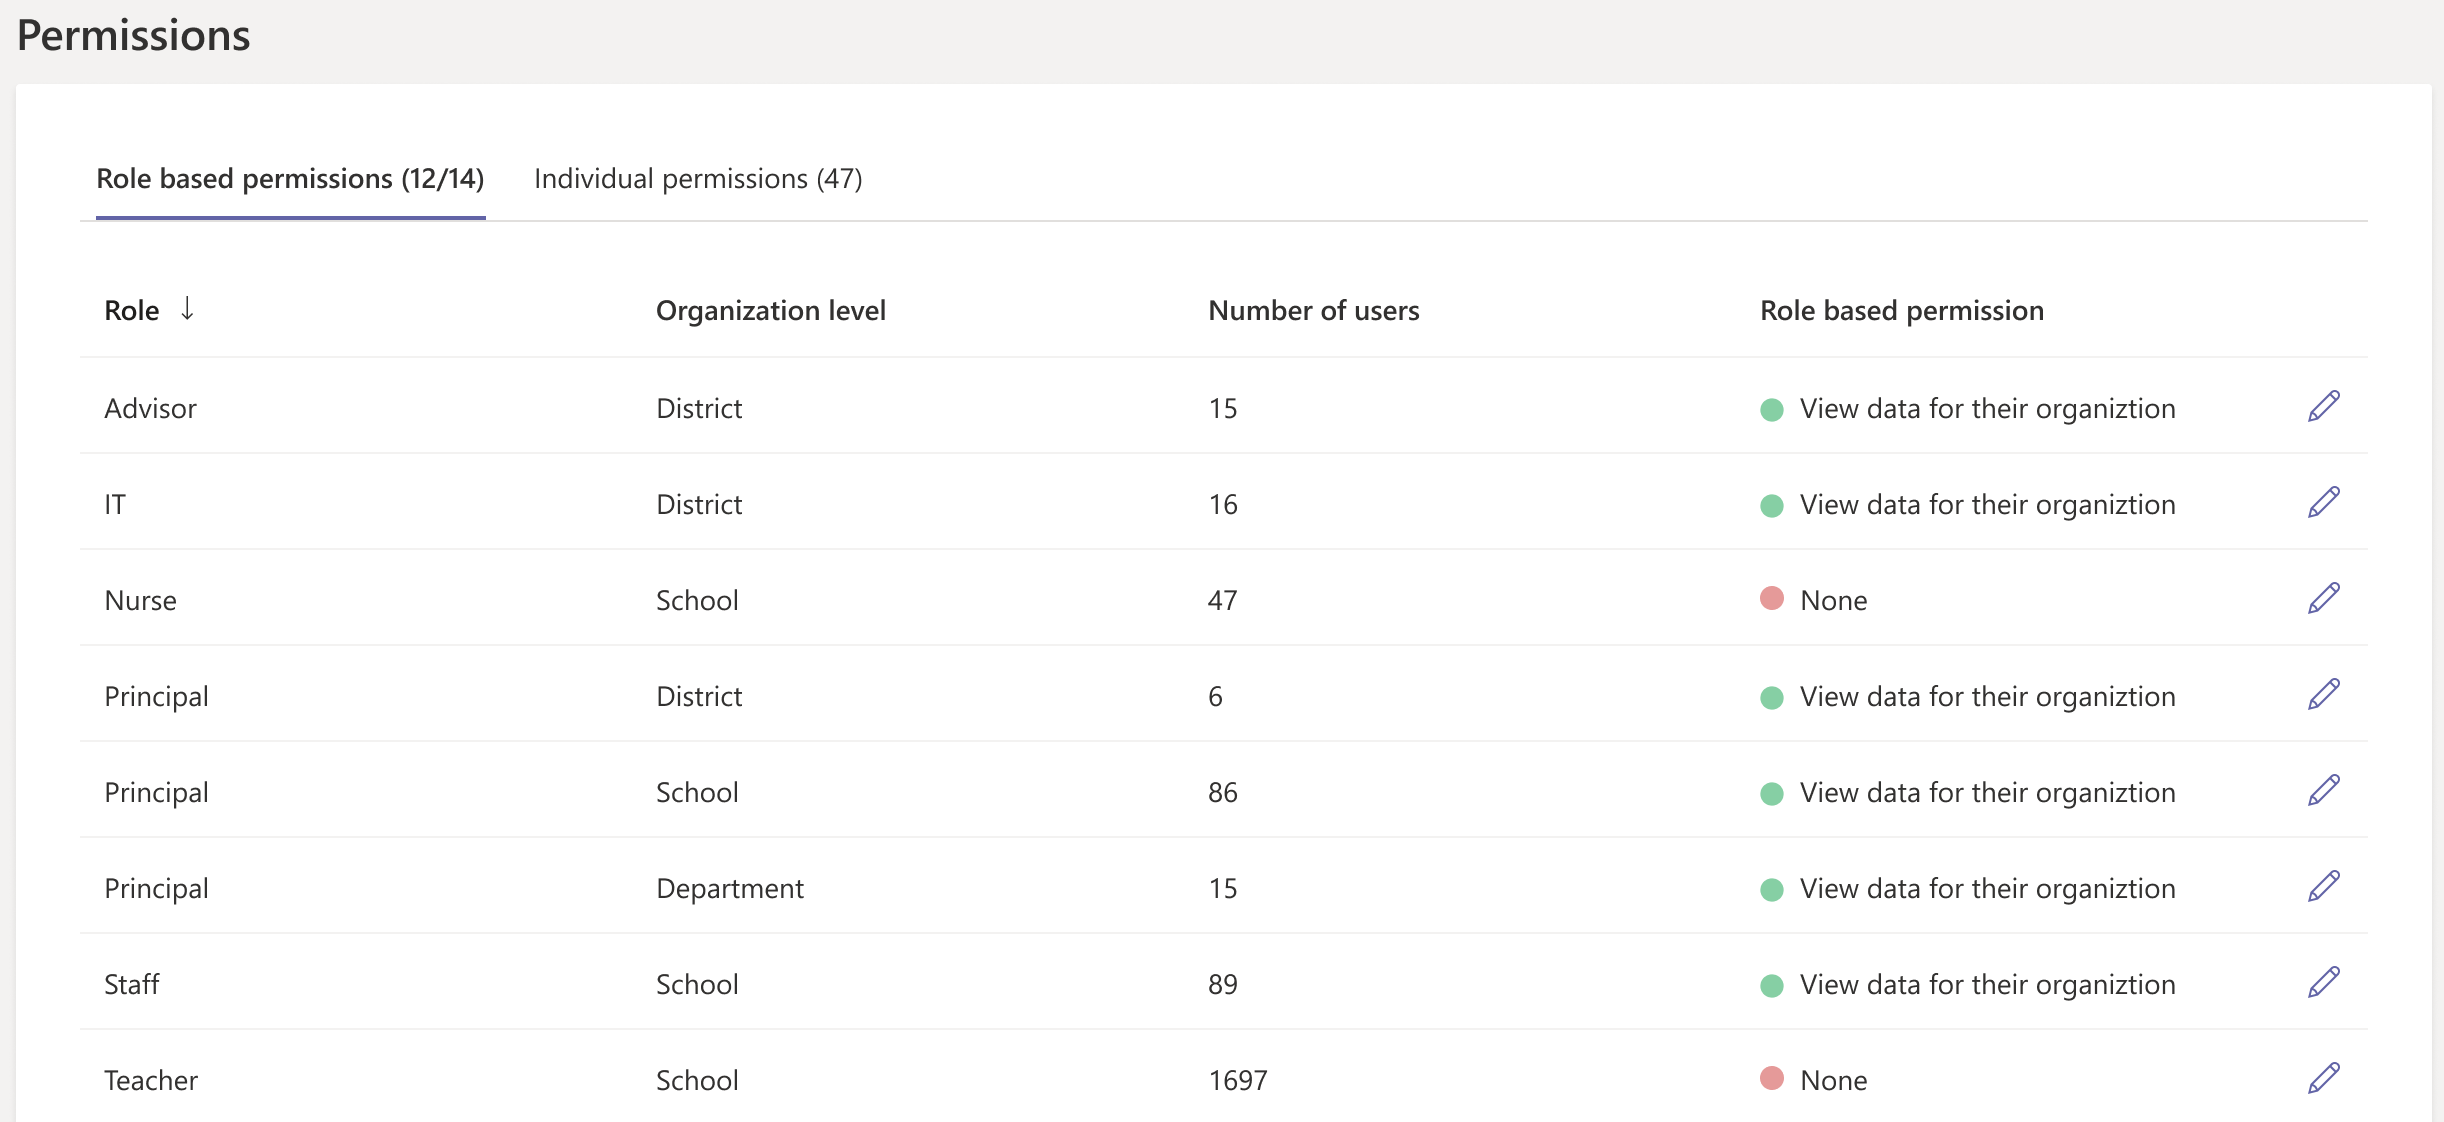 Permissions
Role based permissions (12/14) Individual permissions (47)
Role ↓ Organization level Number of users Role based permission
Advisor District 15 View data for their organiztion
IT District 16 View data for their organiztion
Nurse School 47 None
Principal District 6 View data for their organiztion
Principal School 86 View data for their organiztion
Principal Department 15 View data for their organiztion
Staff School 89 View data for their organiztion
Teacher School 1697 None